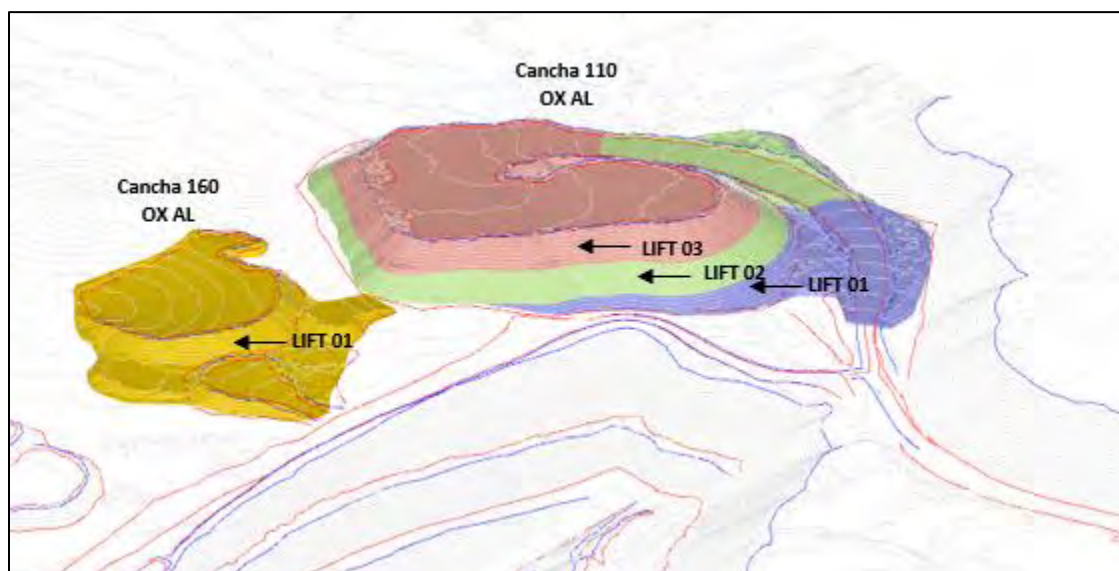 Cancha 110
OX AL
Cancha 160
OX AL
LIFT 03
LIFT 02
LIFT 01
LIFT 01